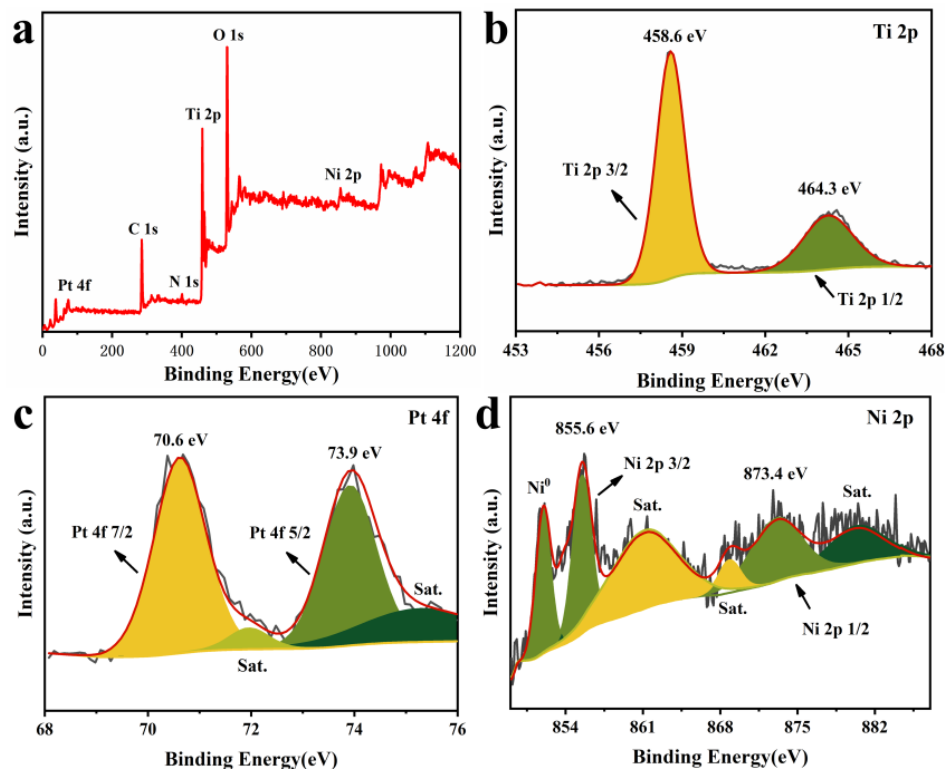 a
O 1s
Ti 2p
Ni 2p
C 1s
N 1s
Pt 4f
Intensity (a.u.)
0 200 400 600 800 1000 1200
Binding Energy(eV)
b
458.6 eV
Ti 2p
Ti 2p 3/2
464.3 eV
Ti 2p 1/2
Intensity (a.u.)
453 456 459 462 465 468
Binding Energy(eV)
c
Pt 4f
70.6 eV
73.9 eV
Pt 4f 7/2
Pt 4f 5/2
Sat.
Sat.
Intensity (a.u.)
68 70 72 74 76
Binding Energy(eV)
d
Ni 2p
855.6 eV
Ni 2p 3/2
Ni⁰
873.4 eV
Sat.
Sat.
Sat.
Ni 2p 1/2
Intensity (a.u.)
854 861 868 875 882
Binding Energy(eV)